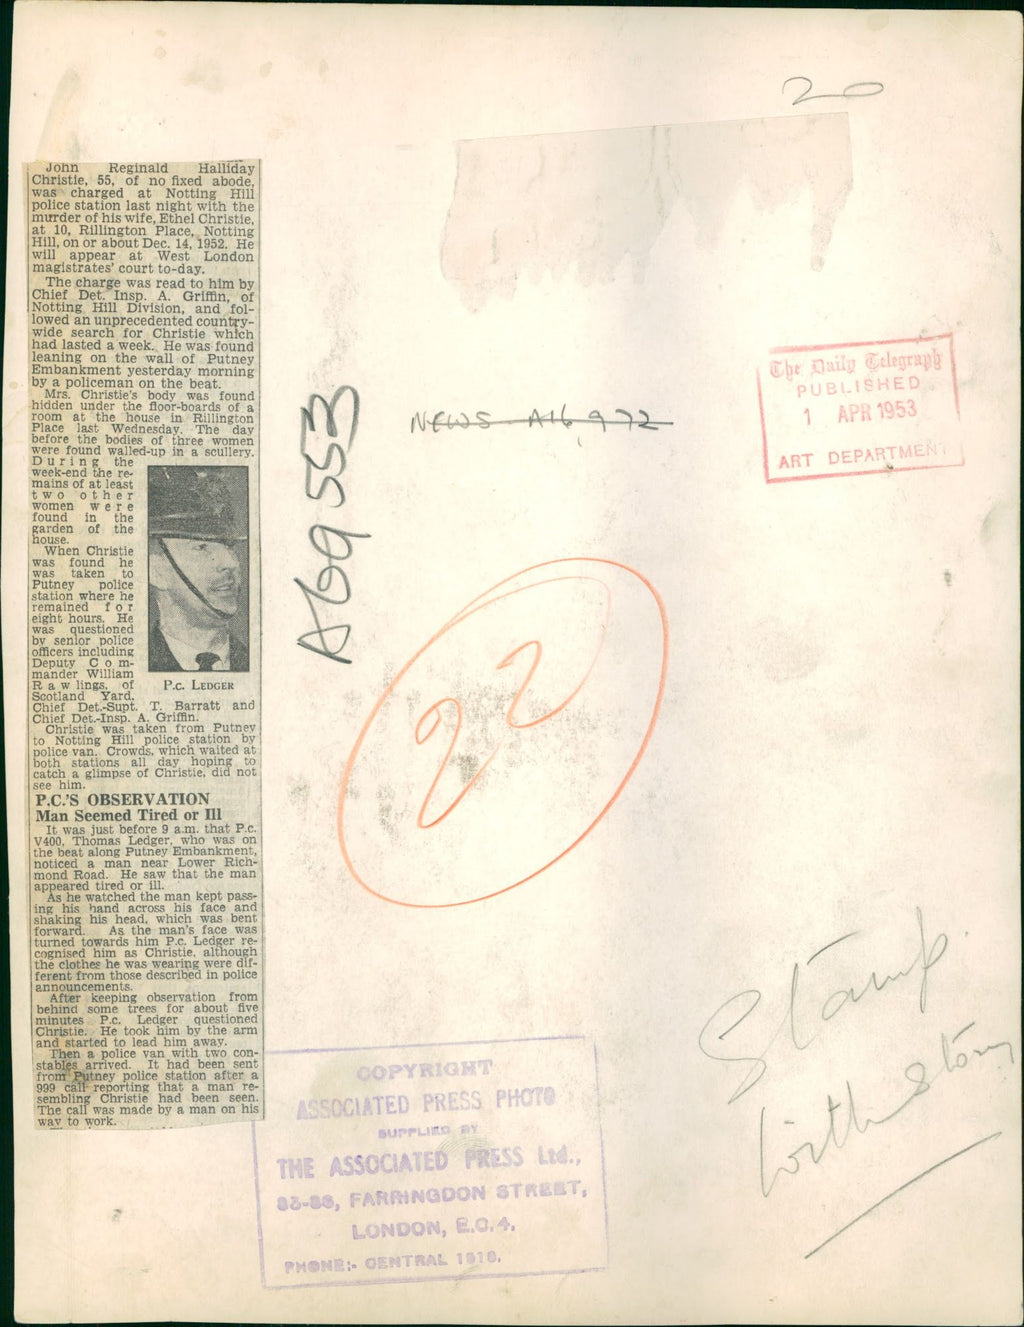 20
John Reginald Halliday
Christie, 55, of no fixed abode,
was charged at Notting Hill
police station last night with the
murder of his wife, Ethel Christie,
at 10, Rillington Place, Notting
Hill, on or about Dec. 14, 1952. He
will appear at West London
magistrates' court to-day.
The charge was read to him by
Chief Det. Insp. A. Griffin, of
Notting Hill Division, and fol-
lowed an unprecedented country-
wide search for Christie which
had lasted a week. He was found
leaning on the wall of Putney
Embankment yesterday morning
by a policeman on the beat.
Mrs. Christie's body was found
hidden under the floor-boards of a
room at the house in Rillington
Place last Wednesday. The day
before the bodies of three women
were found walled-up in a scullery.
During the
week-end the re-
mains of at least
two other
women were
found in the
garden of the
house.
When Christie
was found he
was taken to
Putney police
station where he
remained for
eight hours. He
was questioned
by senior police
officers including
Deputy Com-
mander William
Rawlings, of
Scotland Yard,
Chief Det.-Supt. T. Barratt and
Chief Det.-Insp. A. Griffin.
P.c. LEDGER
Christie was taken from Putney
to Notting Hill police station by
police van. Crowds, which waited at
both stations all day hoping to
catch a glimpse of Christie, did not
see him.
P.C.'S OBSERVATION
Man Seemed Tired or Ill
It was just before 9 a.m. that P.c.
V400, Thomas Ledger, who was on
the beat along Putney Embankment,
noticed a man near Lower Rich-
mond Road. He saw that the man
appeared tired or ill.
As he watched the man kept pass-
ing his hand across his face and
shaking his head, which was bent
forward. As the man's face was
turned towards him P.c. Ledger re-
cognised him as Christie, although
the clothes he was wearing were dif-
ferent from those described in police
announcements.
After keeping observation from
behind some trees for about five
minutes P.c. Ledger questioned
Christie. He took him by the arm
and started to lead him away.
Then a police van with two con-
stables arrived. It had been sent
from Putney police station after a
999 call reporting that a man re-
sembling Christie had been seen.
The call was made by a man on his
way to work.
A69553
NEWS A16,972
The Daily Telegraph
PUBLISHED
1 APR 1953
ART DEPARTMENT
22
Stamp.
with story
COPYRIGHT
ASSOCIATED PRESS PHOTO
SUPPLIED BY
THE ASSOCIATED PRESS Ltd.,
83-86, FARRINGDON STREET,
LONDON, E.C.4.
PHONE:- CENTRAL 1918.